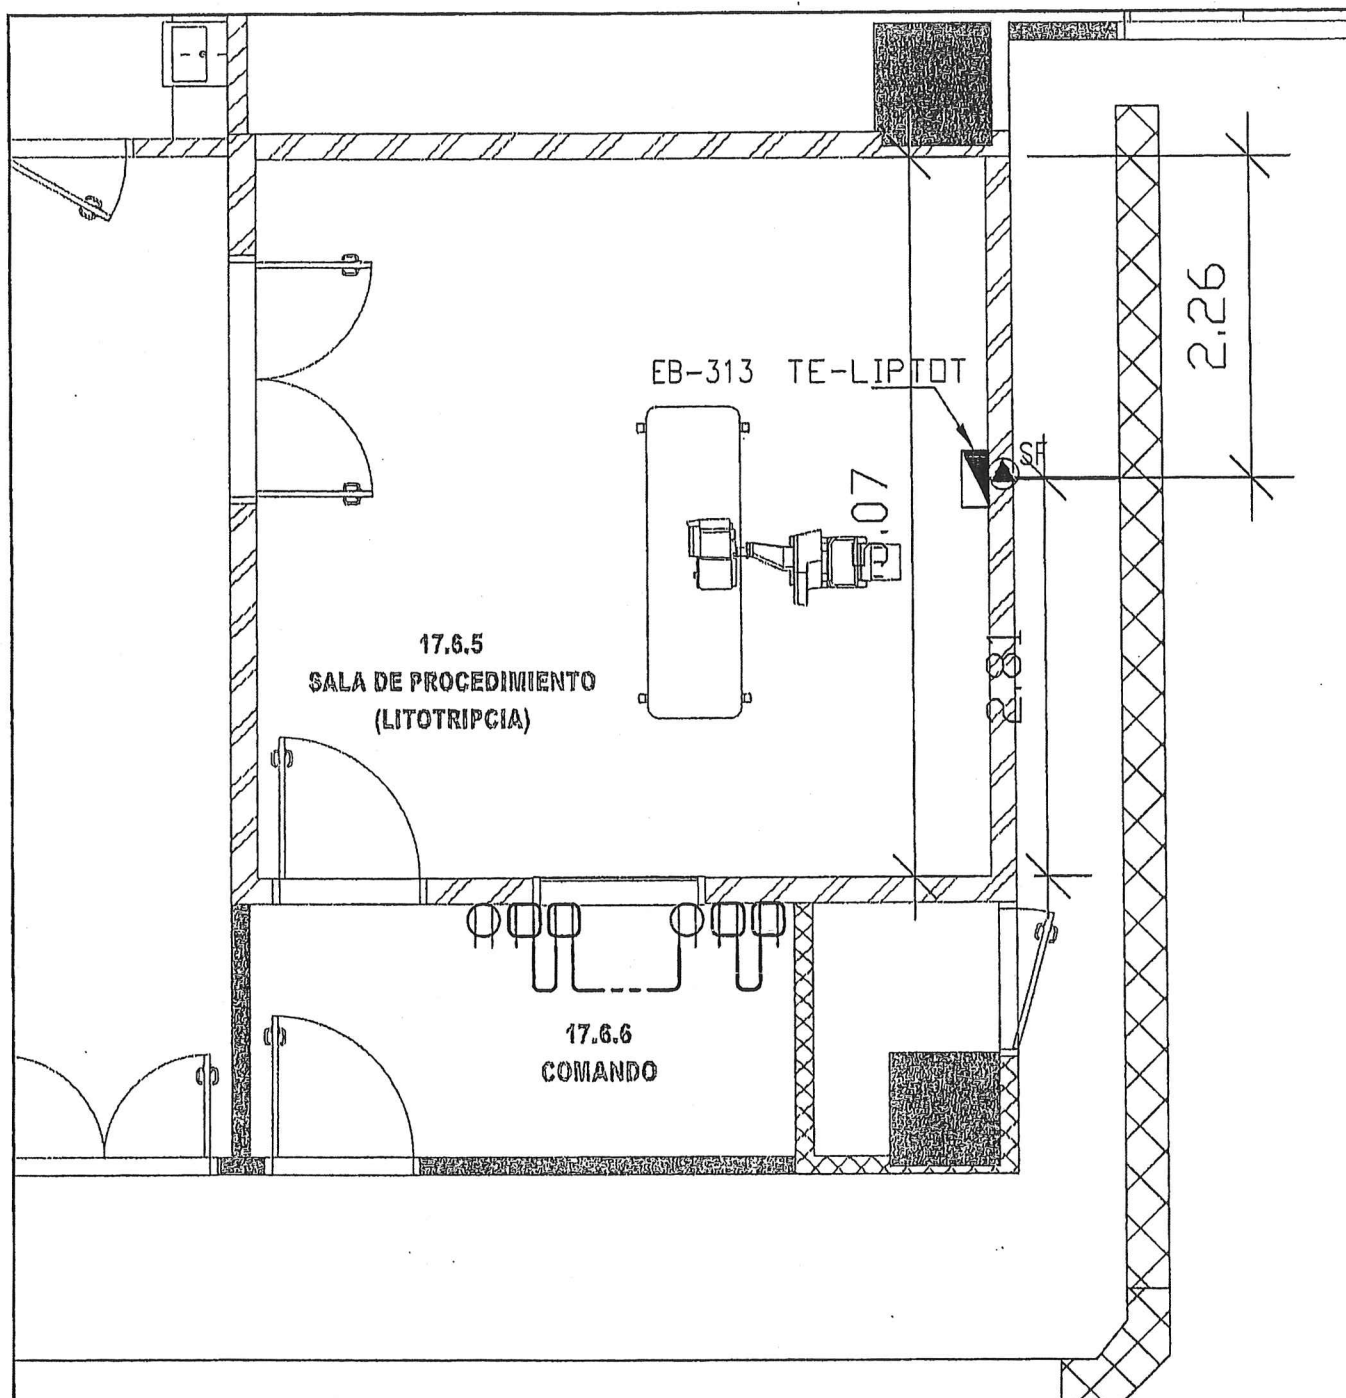 2.26
EB-313 TE-LIPTOT
SF
.07
2.81
17.6.5
SALA DE PROCEDIMIENTO
(LITOTRIPCIA)
17.6.6
COMANDO